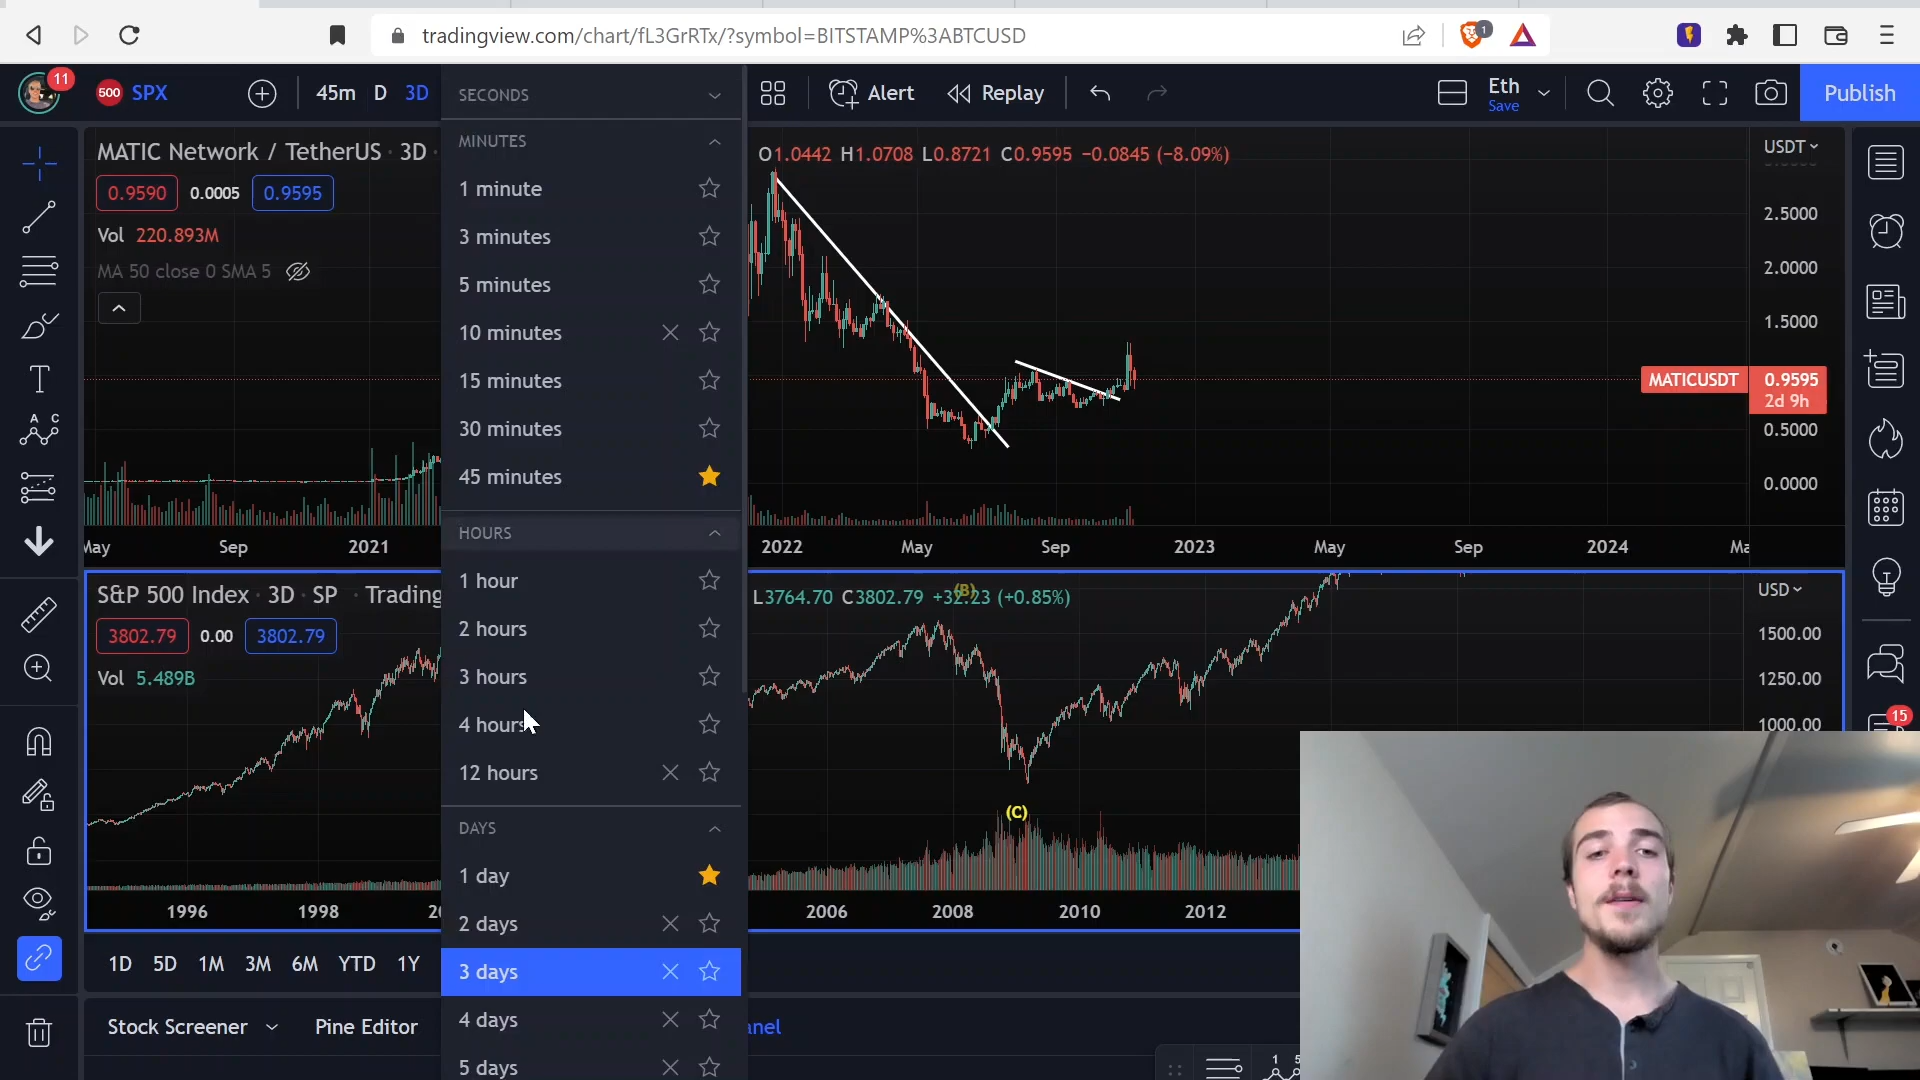 tradingview.com/chart/fL3GrRTx/?symbol=BITSTAMP%3ABTCUSD
1
11
500 SPX
45m D 3D
Alert
Replay
Eth
Save
Publish
SECONDS
MINUTES
1 minute
3 minutes
5 minutes
10 minutes
15 minutes
30 minutes
45 minutes
HOURS
1 hour
2 hours
3 hours
4 hours
12 hours
DAYS
1 day
2 days
3 days
4 days
5 days
MATIC Network / TetherUS · 3D ·
O1.0442 H1.0708 L0.8721 C0.9595 −0.0845 (−8.09%)
0.9590 0.0005 0.9595
Vol 220.893M
MA 50 close 0 SMA 5
USDT
2.5000
2.0000
1.5000
MATICUSDT 0.9595
2d 9h
0.5000
0.0000
May Sep 2021 2022 May Sep 2023 May Sep 2024
S&P 500 Index · 3D · SP · Trading
L3764.70 C3802.79 +32.23 (+0.85%)
(B)
3802.79 0.00 3802.79
Vol 5.489B
USD
1500.00
1250.00
1000.00
15
(C)
1996 1998 2006 2008 2010 2012
1D 5D 1M 3M 6M YTD 1Y
Stock Screener Pine Editor
T
A C